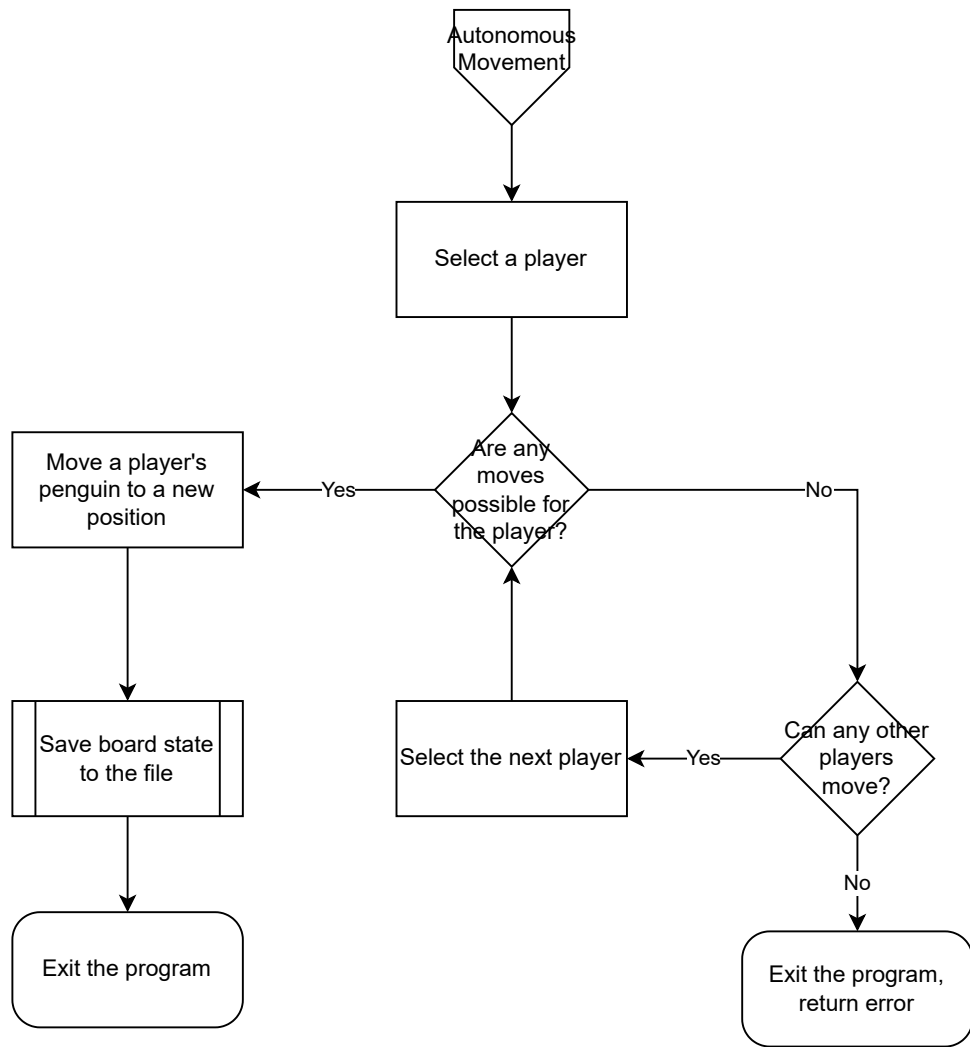 Autonomous
Movement
Select a player
Are any
moves
possible for
the player?
Yes
No
Move a player's
penguin to a new
position
Save board state
to the file
Select the next player
Yes
Can any other
players
move?
No
Exit the program
Exit the program,
return error